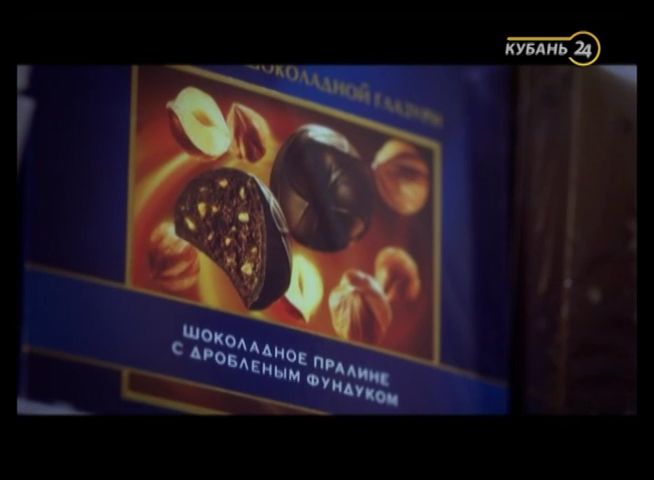 КУБАНЬ 24
ШОКОЛАДНОЙ ГЛАЗУРИ
ШОКОЛАДНОЕ ПРАЛИНЕ
С ДРОБЛЕНЫМ ФУНДУКОМ